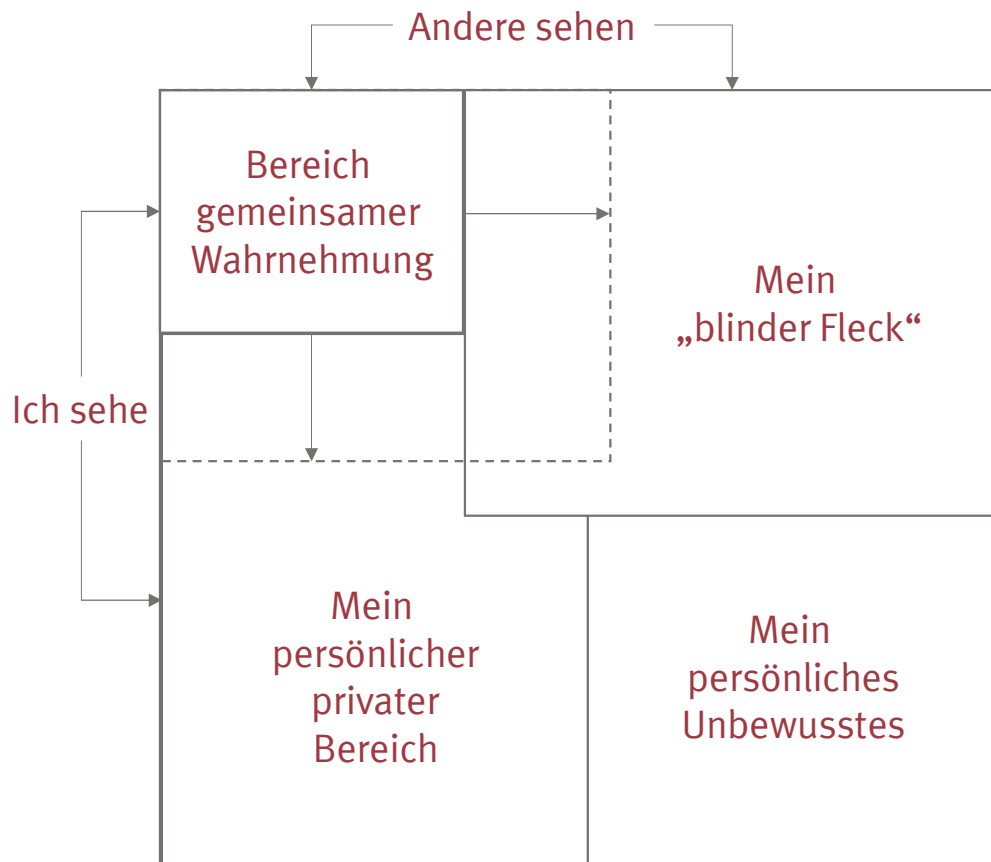 Andere sehen
Bereich
gemeinsamer
Wahrnehmung
Mein
„blinder Fleck“
Ich sehe
Mein
persönlicher
privater
Bereich
Mein
persönliches
Unbewusstes